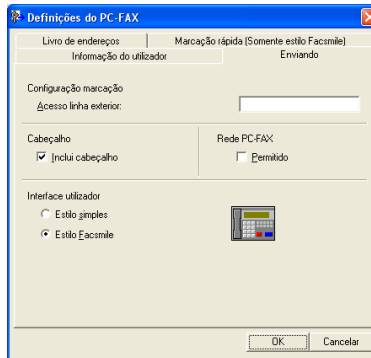 Definições do PC-FAX
Livro de endereços
Marcação rápida (Somente estilo Facsmile)
Informação do utilizador
Enviando
Configuração marcação
Acesso linha exterior:
Cabeçalho
Rede PC-FAX
Inclui cabeçalho
Permitido
Interface utilizador
Estilo simples
Estilo Facsmile
OK
Cancelar